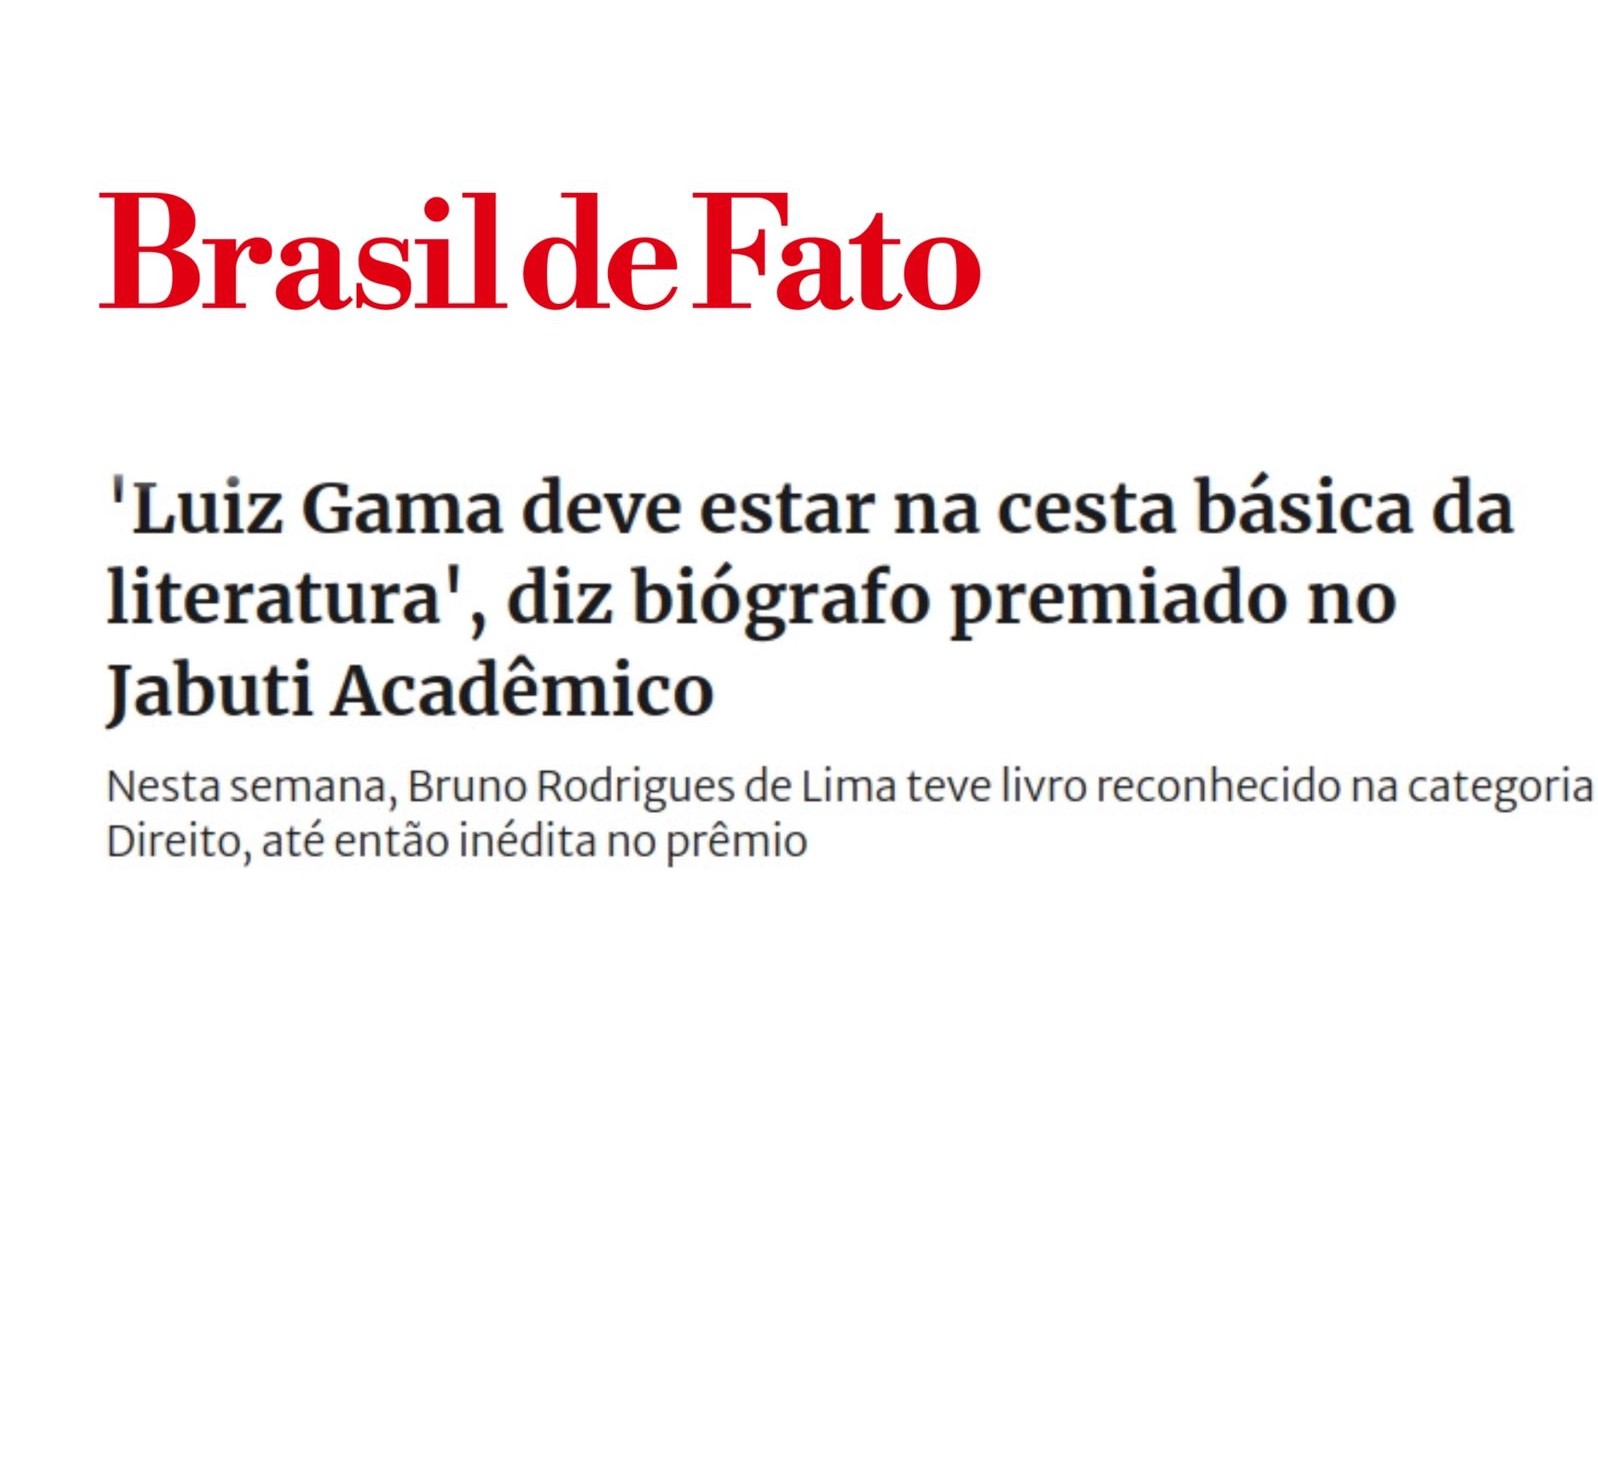 Brasil de Fato
'Luiz Gama deve estar na cesta básica da
literatura', diz biógrafo premiado no
Jabuti Acadêmico
Nesta semana, Bruno Rodrigues de Lima teve livro reconhecido na categoria
Direito, até então inédita no prêmio